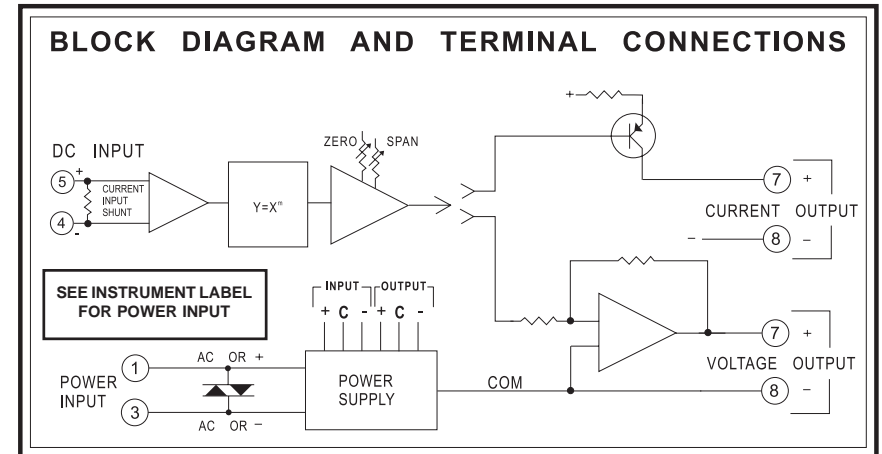 BLOCK DIAGRAM AND TERMINAL CONNECTIONS
ZERO SPAN
+
DC INPUT
5 +
CURRENT
INPUT
SHUNT
4 -
Y=Xᵐ
7 +
CURRENT OUTPUT
- 8 -
SEE INSTRUMENT LABEL
FOR POWER INPUT
INPUT OUTPUT
+ C - + C -
POWER
INPUT
1 AC OR +
3 AC OR -
POWER
SUPPLY
COM
7 +
VOLTAGE OUTPUT
8 -